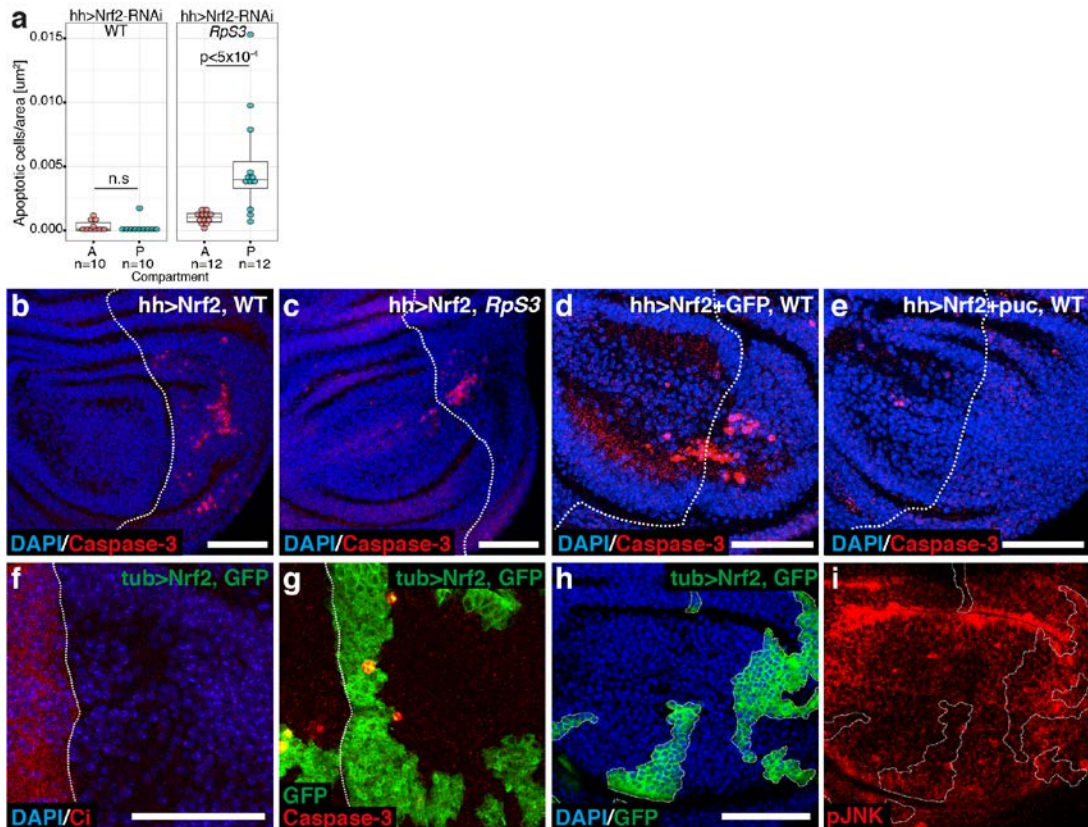 a
hh>Nrf2-RNAi hh>Nrf2-RNAi
WT RpS3
Apoptotic cells/area [um²]
0.015
0.010
0.005
0.000
n.s
p<5x10⁻⁴
A P A P
n=10 n=10 n=12 n=12
Compartment
b hh>Nrf2, WT
DAPI/Caspase-3
c hh>Nrf2, RpS3
DAPI/Caspase-3
d hh>Nrf2+GFP, WT
DAPI/Caspase-3
e hh>Nrf2+puc, WT
DAPI/Caspase-3
f tub>Nrf2, GFP
DAPI/Ci
g tub>Nrf2, GFP
GFP
Caspase-3
h tub>Nrf2, GFP
DAPI/GFP
i
pJNK